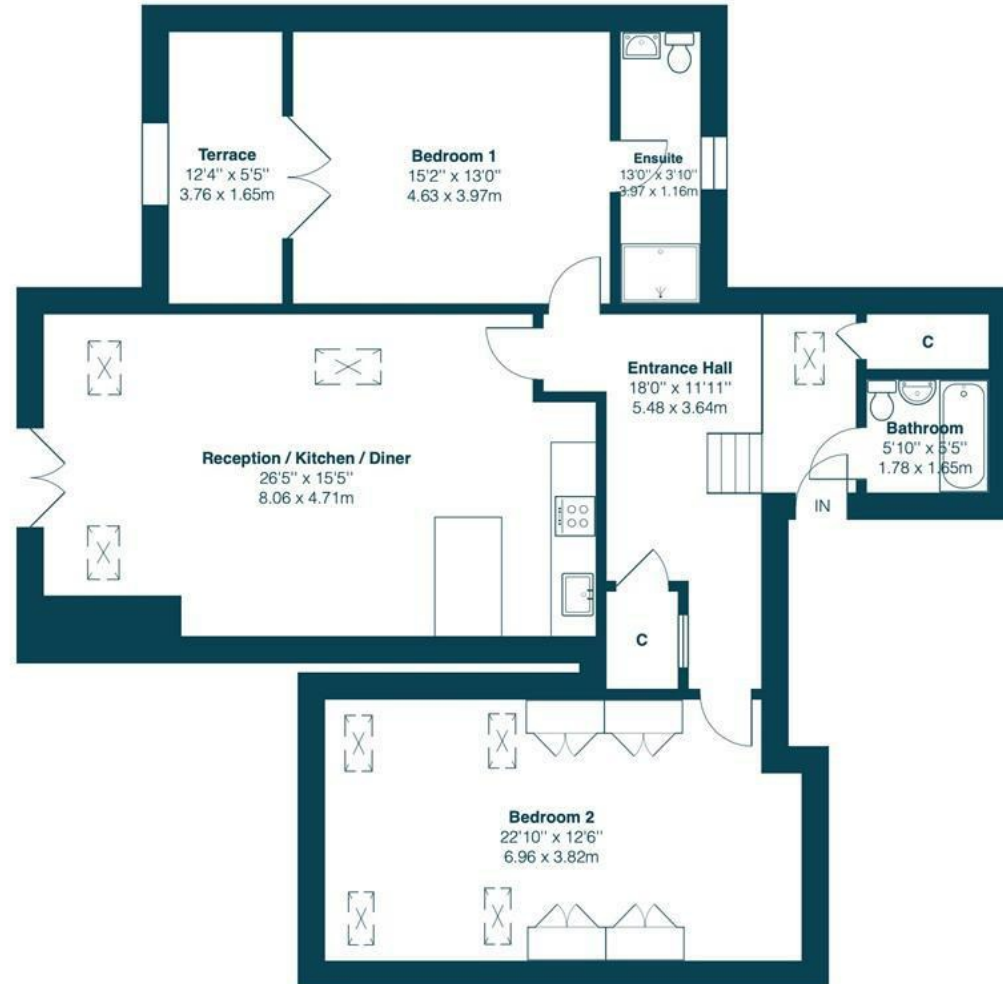 Terrace
12'4" x 5'5"
3.76 x 1.65m
Bedroom 1
15'2" x 13'0"
4.63 x 3.97m
Ensuite
13'0" x 3'10"
3.97 x 1.16m
Entrance Hall
18'0" x 11'11"
5.48 x 3.64m
C
Bathroom
5'10" x 5'5"
1.78 x 1.65m
IN
Reception / Kitchen / Diner
26'5" x 15'5"
8.06 x 4.71m
C
Bedroom 2
22'10" x 12'6"
6.96 x 3.82m